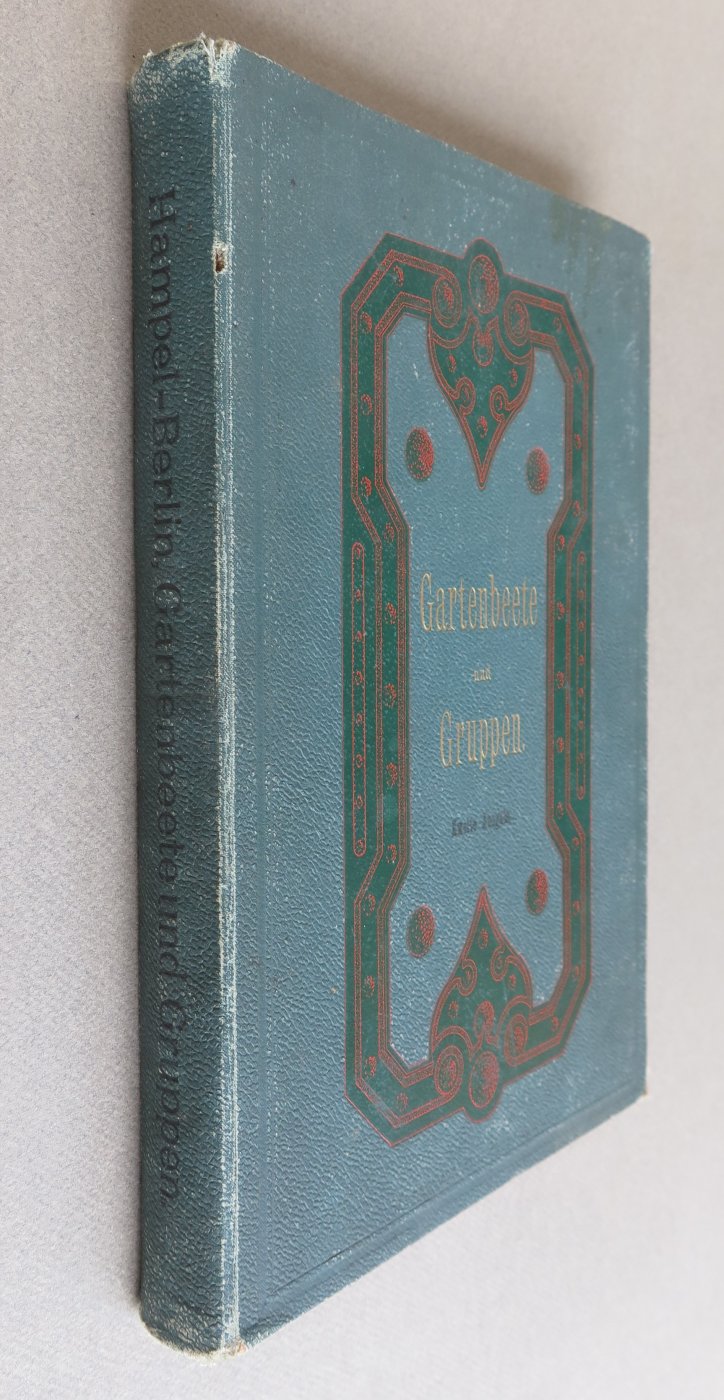 Hampel-Berlin, Gartenbeete und Gruppen
Gartenbeete
und
Gruppen.